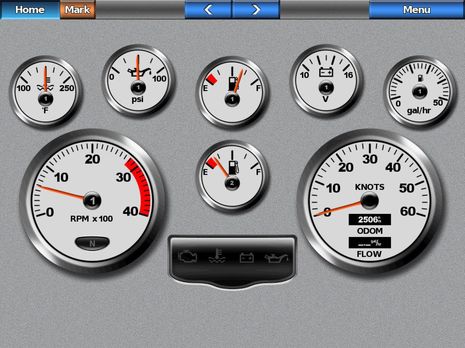 Home Mark < > Menu
100 250
1
°F
0 100
1
psi
E F
1
10 16
1
V
0 50
1
gal/hr
E F
2
0 10 20 30 40
1
RPM x 100
N
0 10 20 30 40 50 60
KNOTS
2506
ODOM
FLOW